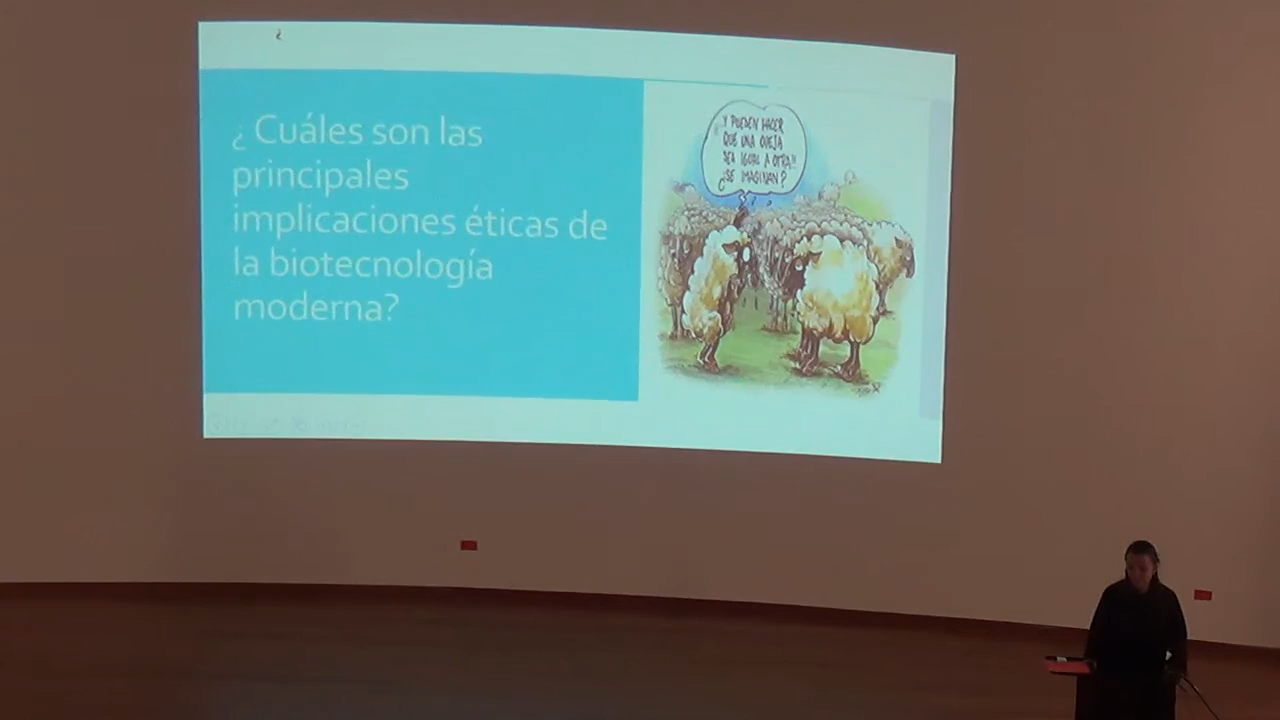 ¿
¿ Cuáles son las
principales
implicaciones éticas de
la biotecnología
moderna?
¡¡Y PUEDEN HACER
QUE UNA OVEJA
SEA IGUAL A OTRA!!
¿SE IMAGINAN?